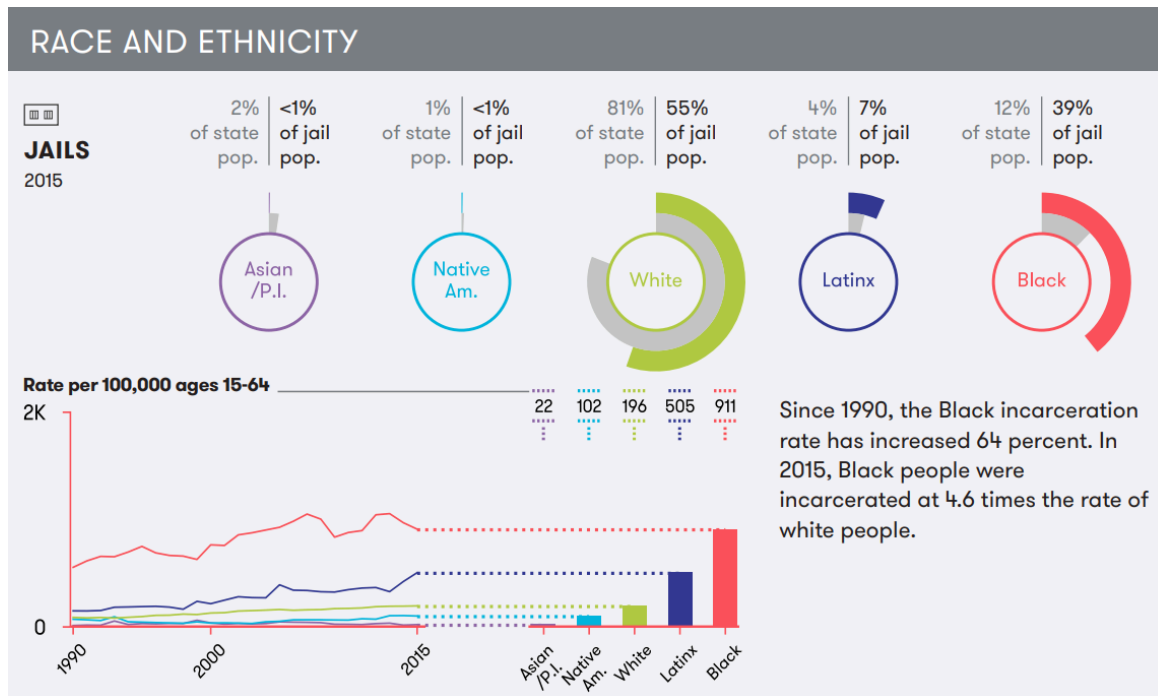 RACE AND ETHNICITY
JAILS
2015
2%
of state
pop.
<1%
of jail
pop.
1%
of state
pop.
<1%
of jail
pop.
81%
of state
pop.
55%
of jail
pop.
4%
of state
pop.
7%
of jail
pop.
12%
of state
pop.
39%
of jail
pop.
Asian
/P.I.
Native
Am.
White
Latinx
Black
Rate per 100,000 ages 15-64
22 102 196 505 911
2K
0
1990
2000
2015
Asian
/P.I.
Native
Am.
White
Latinx
Black
Since 1990, the Black incarceration
rate has increased 64 percent. In
2015, Black people were
incarcerated at 4.6 times the rate of
white people.